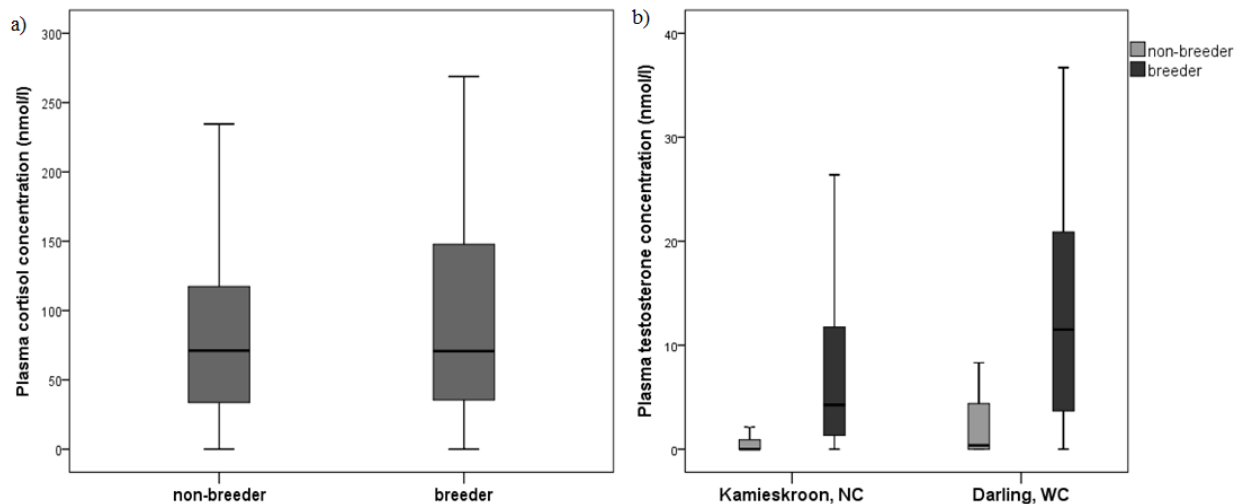 a)
Plasma cortisol concentration (nmol/l)
300
250
200
150
100
50
0
non-breeder
breeder
b)
Plasma testosterone concentration (nmol/l)
40
30
20
10
0
Kamieskroon, NC
Darling, WC
non-breeder
breeder